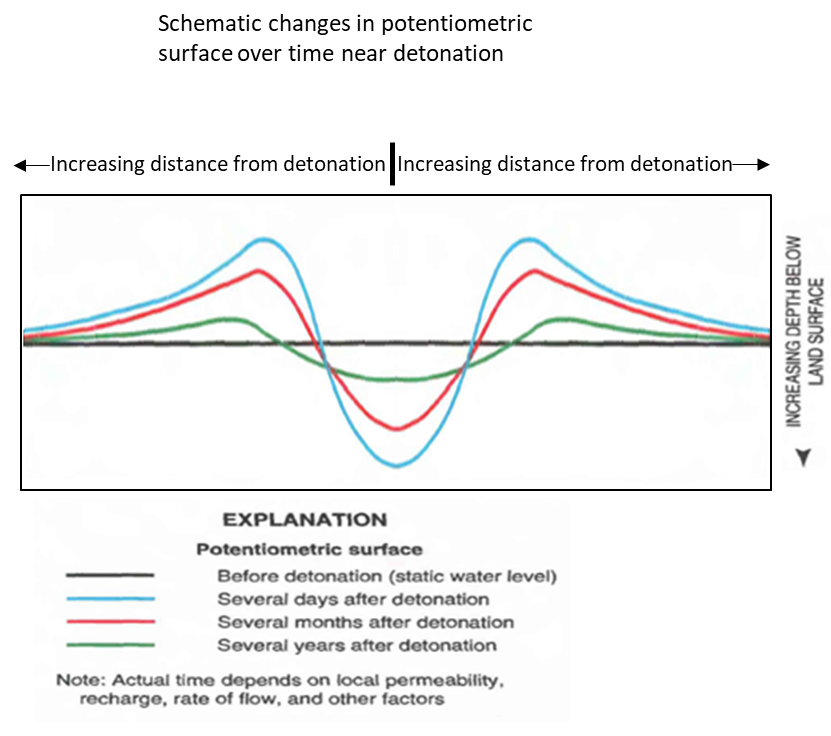 Schematic changes in potentiometric
surface over time near detonation
Increasing distance from detonation
Increasing distance from detonation
INCREASING DEPTH BELOW
LAND SURFACE
EXPLANATION
Potentiometric surface
Before detonation (static water level)
Several days after detonation
Several months after detonation
Several years after detonation
Note: Actual time depends on local permeability,
recharge, rate of flow, and other factors